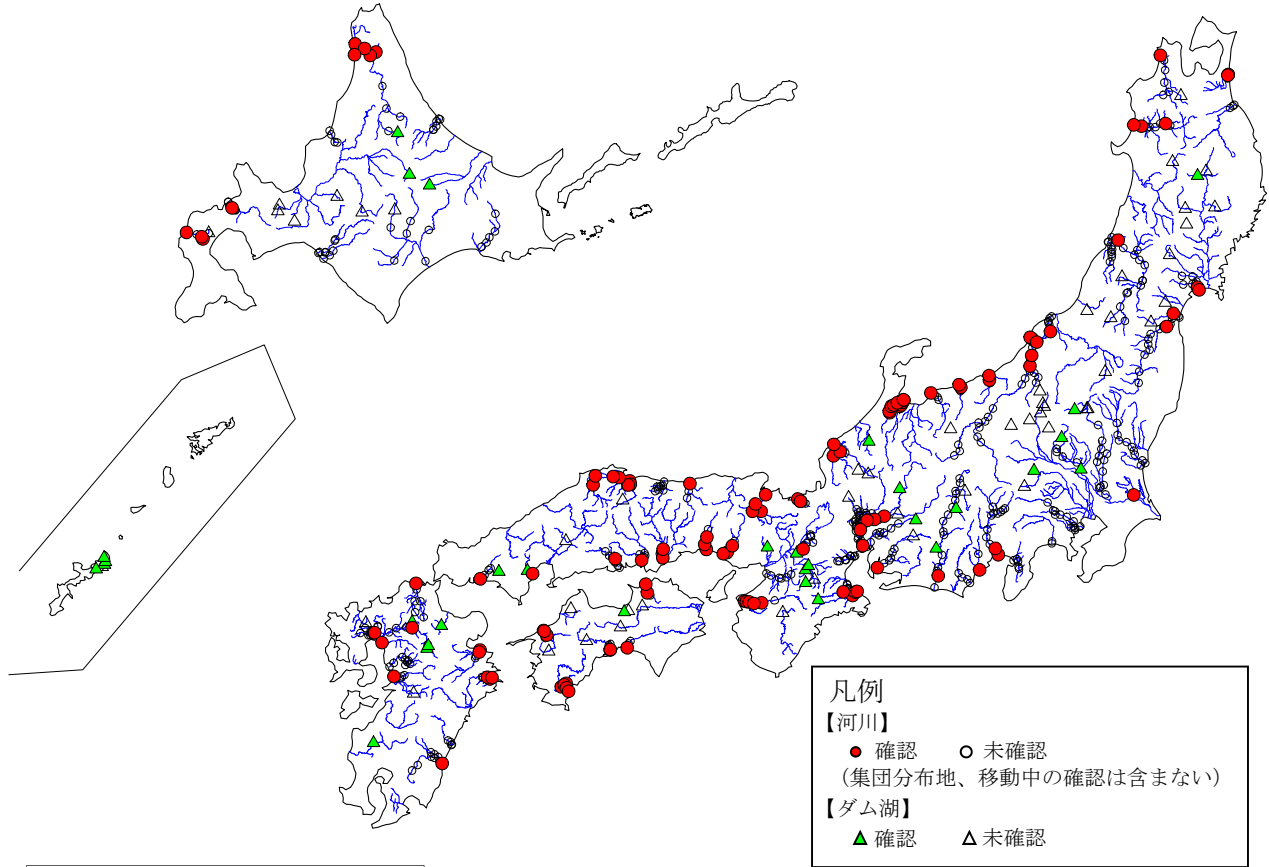 凡例
【河川】
確認 未確認
（集団分布地、移動中の確認は含まない）
【ダム湖】
確認 未確認